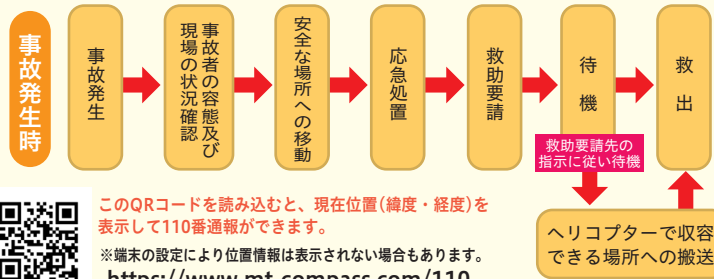 事故発生時
事故発生
事故者の容態及び
現場の状況確認
安全な場所への移動
応急処置
救助要請
待機
救出
救助要請先の
指示に従い待機
ヘリコプターで収容
できる場所への搬送
このQRコードを読み込むと、現在位置(緯度・経度)を
表示して110番通報ができます。
※端末の設定により位置情報は表示されない場合もあります。
https://www.mt-compass.com/110